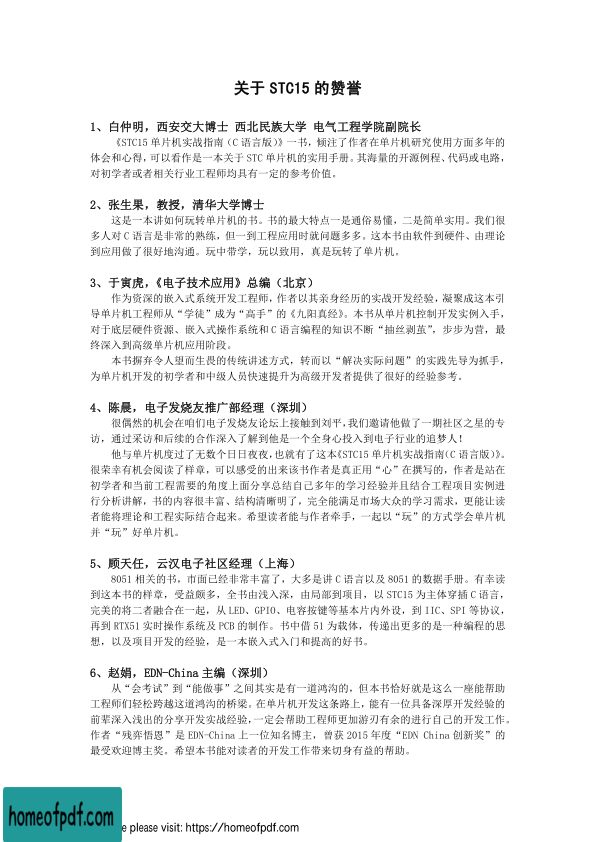 关于 STC15 的赞誉
1、白仲明，西安交大博士 西北民族大学 电气工程学院副院长
《STC15 单片机实战指南（C 语言版）》一书，倾注了作者在单片机研究使用方面多年的
体会和心得，可以看作是一本关于 STC 单片机的实用手册。其海量的开源例程、代码或电路，
对初学者或者相关行业工程师均具有一定的参考价值。
2、张生果，教授，清华大学博士
这是一本讲如何玩转单片机的书。书的最大特点一是通俗易懂，二是简单实用。我们很
多人对 C 语言是非常的熟练，但一到工程应用时就问题多多。这本书由软件到硬件、由理论
到应用做了很好地沟通。玩中带学，玩以致用，真是玩转了单片机。
3、于寅虎，《电子技术应用》总编（北京）
作为资深的嵌入式系统开发工程师，作者以其亲身经历的实战开发经验，凝聚成这本引
导单片机工程师从“学徒”成为“高手”的《九阳真经》。本书从单片机控制开发实例入手，
对于底层硬件资源、嵌入式操作系统和 C 语言编程的知识不断“抽丝剥茧”，步步为营，最
终深入到高级单片机应用阶段。
本书摒弃令人望而生畏的传统讲述方式，转而以“解决实际问题”的实践先导为抓手，
为单片机开发的初学者和中级人员快速提升为高级开发者提供了很好的经验参考。
4、陈晨，电子发烧友推广部经理（深圳）
很偶然的机会在咱们电子发烧友论坛上接触到刘平，我们邀请他做了一期社区之星的专
访，通过采访和后续的合作深入了解到他是一个全身心投入到电子行业的追梦人！
他与单片机度过了无数个日日夜夜，也就有了这本《STC15 单片机实战指南（C 语言版）》。
很荣幸有机会阅读了样章，可以感受的出来该书作者是真正用“心”在撰写的，作者是站在
初学者和当前工程需要的角度上面分享总结自己多年的学习经验并且结合工程项目实例进
行分析讲解，书的内容很丰富、结构清晰明了，完全能满足市场大众的学习需求，更能让读
者能将理论和工程实际结合起来。希望读者能与作者牵手，一起以“玩”的方式学会单片机
并“玩”好单片机。
5、顾天任，云汉电子社区经理（上海）
8051 相关的书，市面已经非常丰富了，大多是讲 C 语言以及 8051 的数据手册。有幸读
到这本书的样章，受益颇多，全书由浅入深，由局部到项目，以 STC15 为主体穿插 C 语言，
完美的将二者融合在一起，从 LED、GPIO、电容按键等基本片内外设，到 IIC、SPI 等协议，
再到 RTX51 实时操作系统及 PCB 的制作。书中借 51 为载体，传递出更多的是一种编程的思
想，以及项目开发的经验，是一本嵌入式入门和提高的好书。
6、赵娟，EDN-China 主编（深圳）
从“会考试”到“能做事”之间其实是有一道鸿沟的，但本书恰好就是这么一座能帮助
工程师们轻松跨越这道鸿沟的桥梁。在单片机开发这条路上，能有一位具备深厚开发经验的
前辈深入浅出的分享开发实战经验，一定会帮助工程师更加游刃有余的进行自己的开发工作。
作者“残弈悟恩”是 EDN-China 上一位知名博主，曾获 2015 年度“EDN China 创新奖”的
最受欢迎博主奖。希望本书能对读者的开发工作带来切身有益的帮助。
homeofpdf.com
e please visit: https://homeofpdf.com